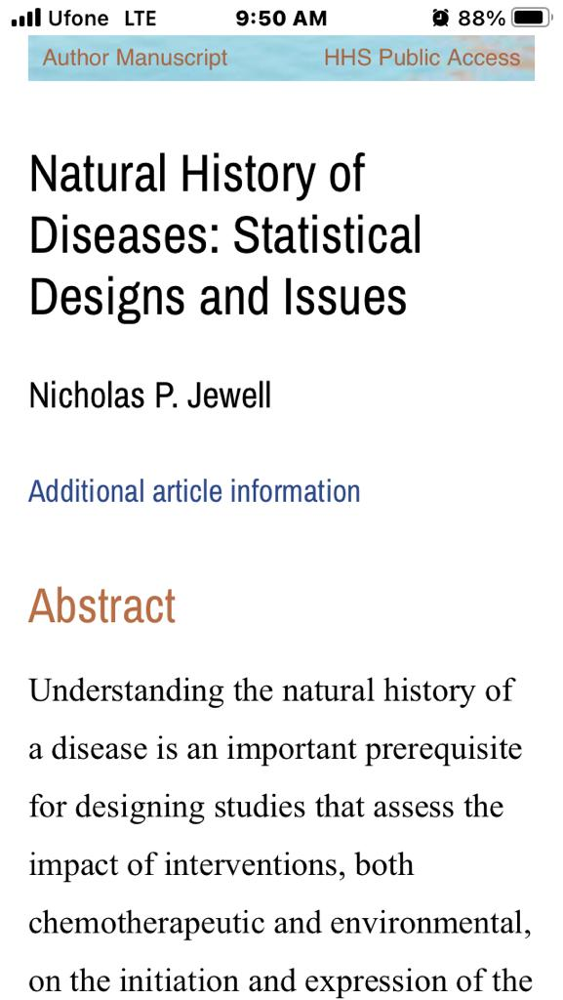 Ufone LTE 9:50 AM 88%
Author Manuscript HHS Public Access
Natural History of
Diseases: Statistical
Designs and Issues
Nicholas P. Jewell
Additional article information
Abstract
Understanding the natural history of
a disease is an important prerequisite
for designing studies that assess the
impact of interventions, both
chemotherapeutic and environmental,
on the initiation and expression of the